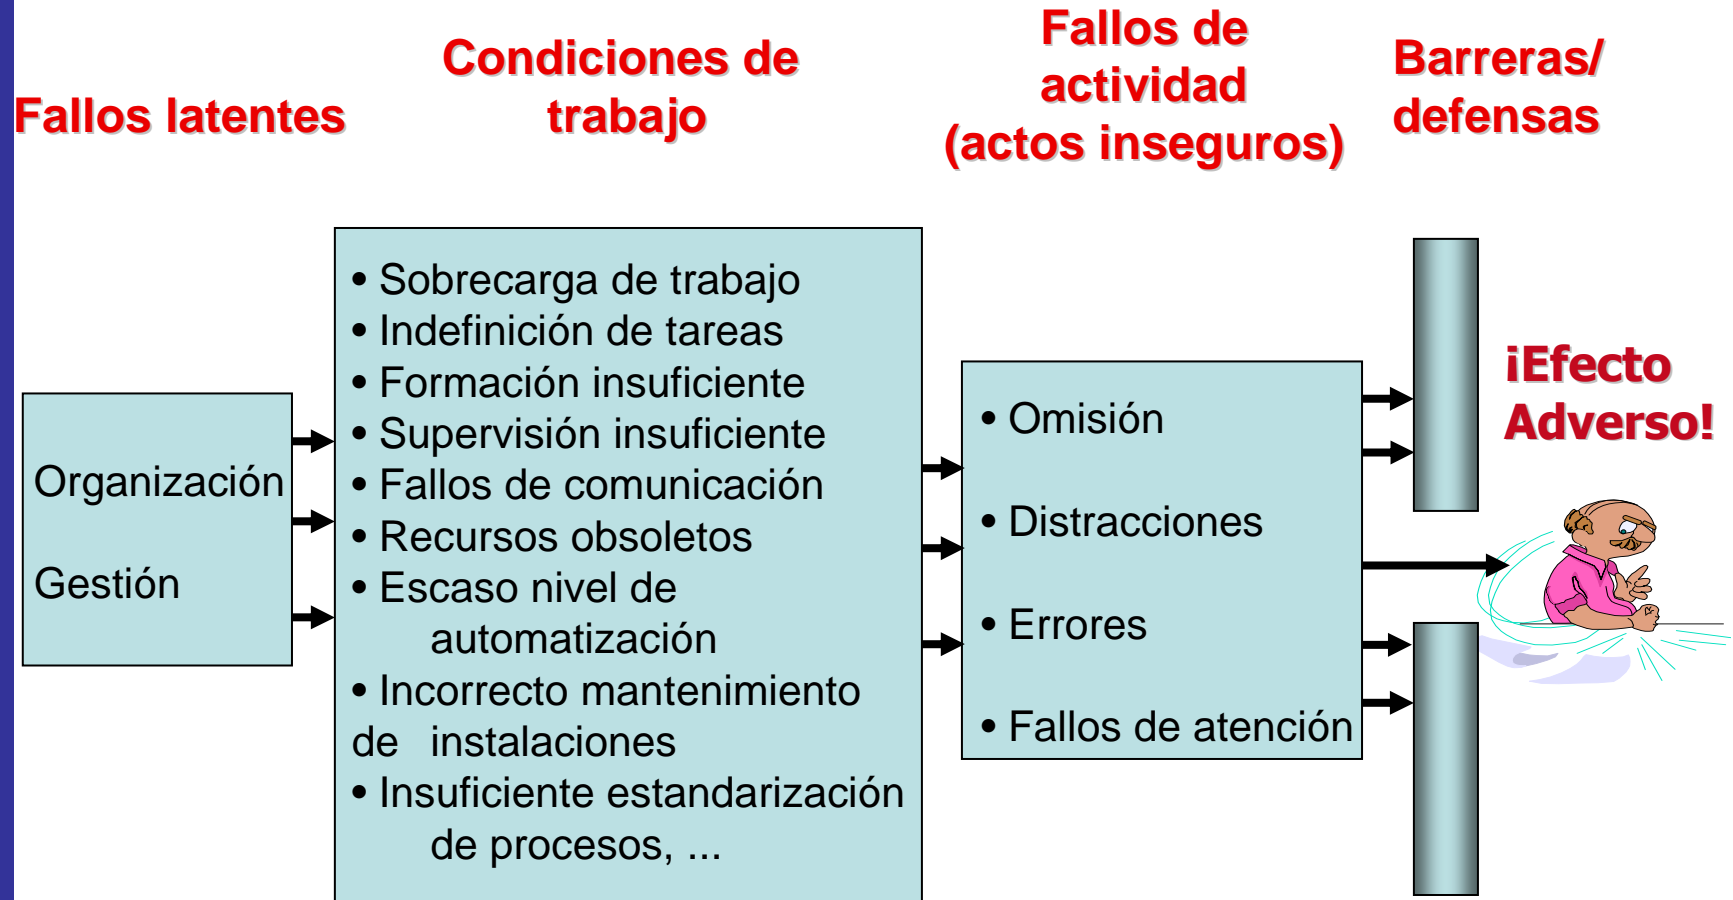 Fallos latentes
Condiciones de
trabajo
Fallos de
actividad
(actos inseguros)
Barreras/
defensas
Organización
Gestión
• Sobrecarga de trabajo
• Indefinición de tareas
• Formación insuficiente
• Supervisión insuficiente
• Fallos de comunicación
• Recursos obsoletos
• Escaso nivel de
automatización
• Incorrecto mantenimiento
de instalaciones
• Insuficiente estandarización
de procesos, ...
• Omisión
• Distracciones
• Errores
• Fallos de atención
¡Efecto
Adverso!